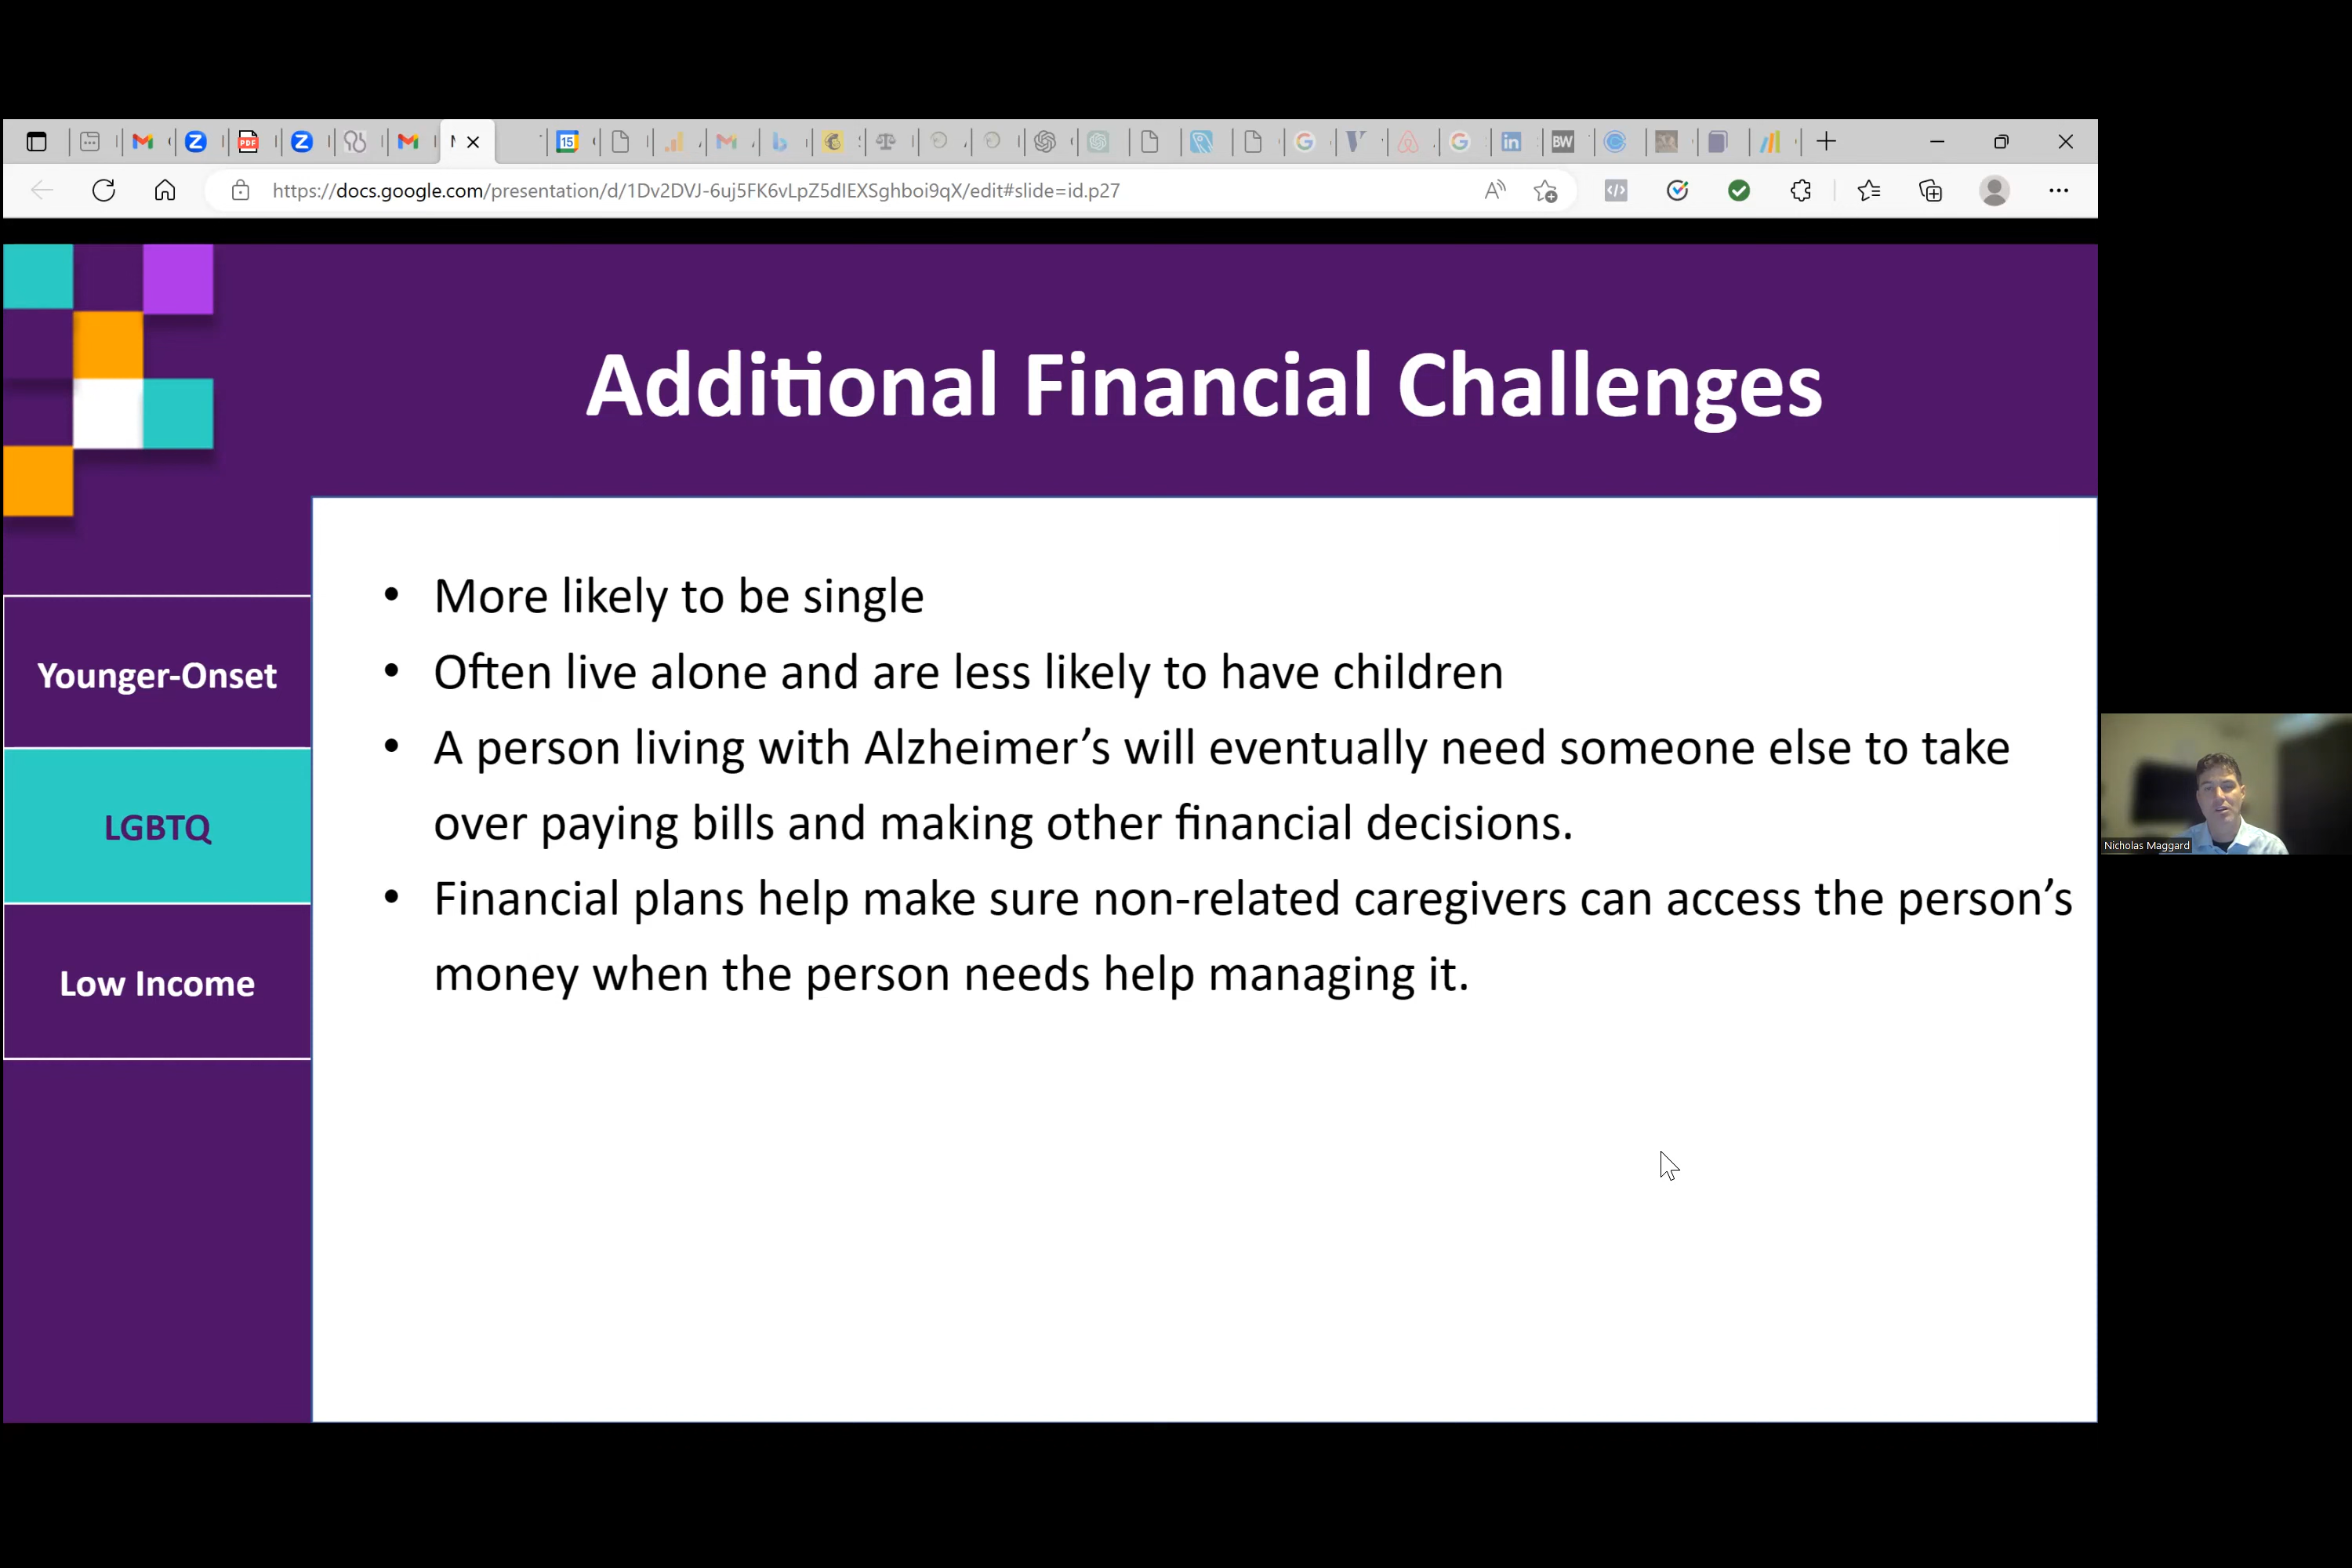 15
BW
https://docs.google.com/presentation/d/1Dv2DVJ-6uj5FK6vLpZ5dIEXSghboi9qX/edit#slide=id.p27
Additional Financial Challenges
Younger-Onset
LGBTQ
Low Income
• More likely to be single
• Often live alone and are less likely to have children
• A person living with Alzheimer’s will eventually need someone else to take
over paying bills and making other financial decisions.
• Financial plans help make sure non-related caregivers can access the person’s
money when the person needs help managing it.
Nicholas Maggard